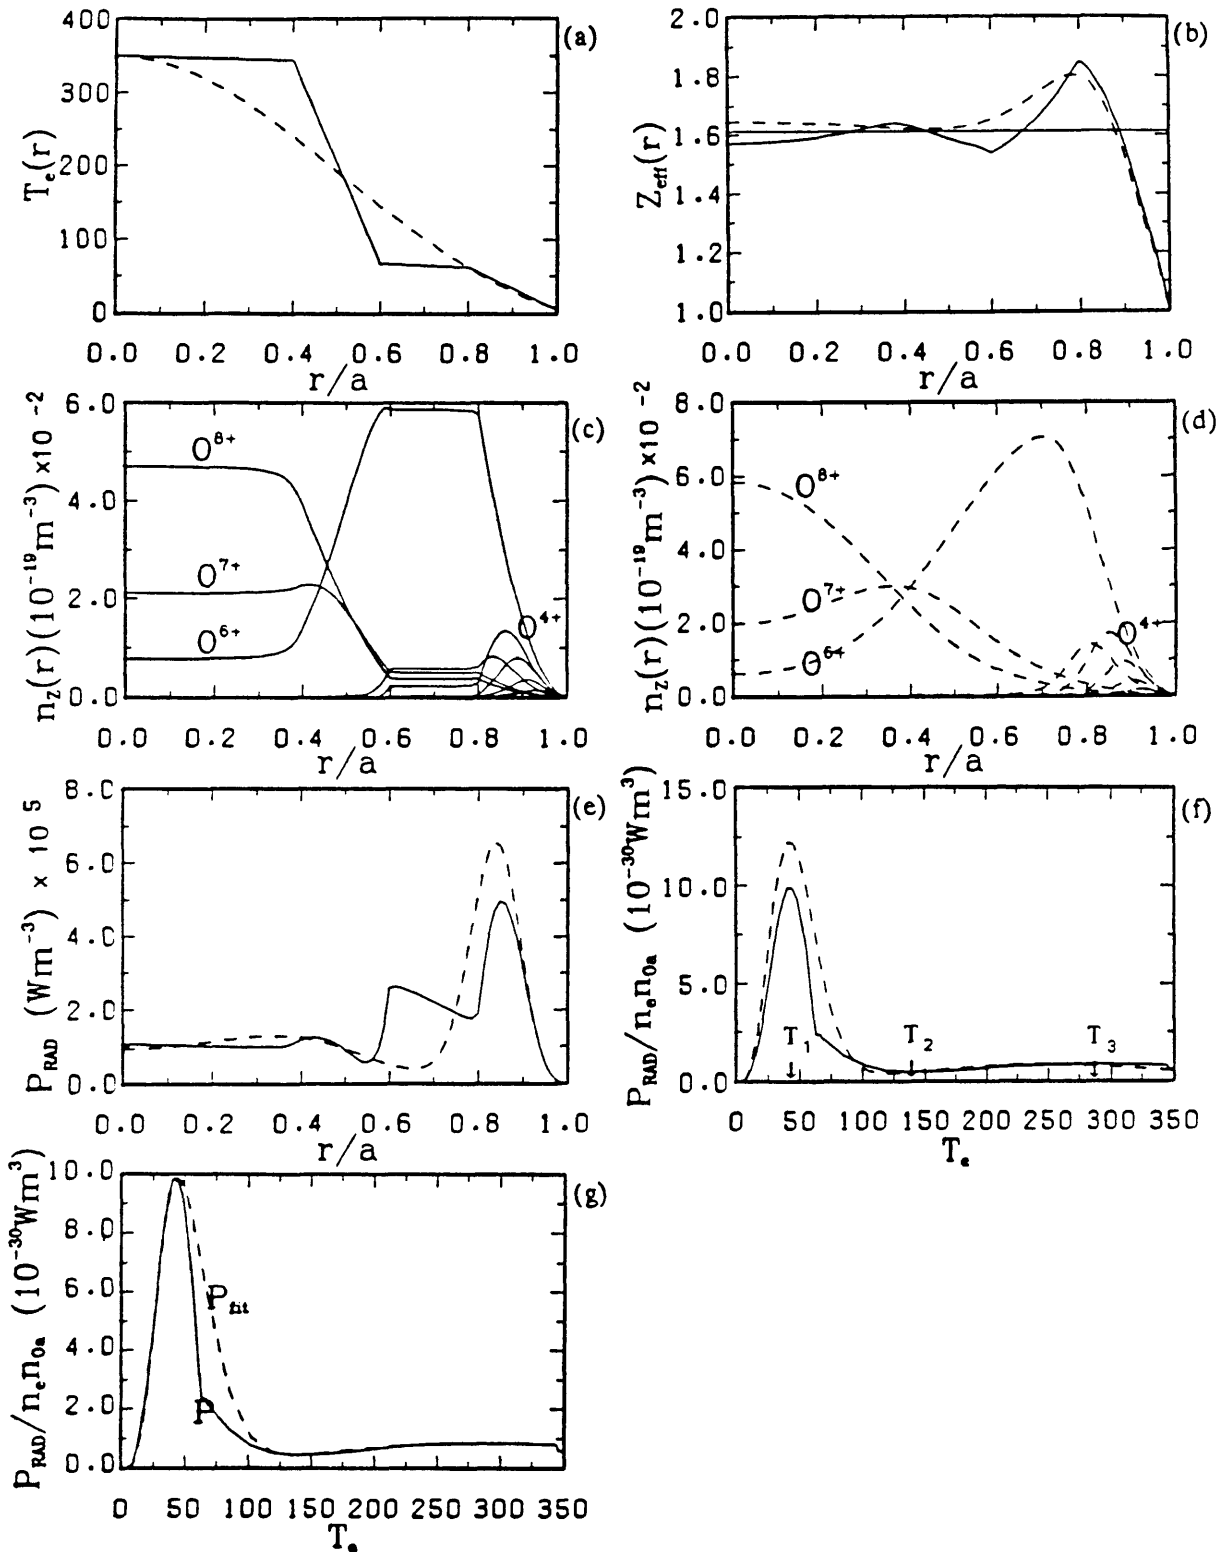 400
300
200
100
0
T_e(r)
(a)
0.0 0.2 0.4 0.6 0.8 1.0
r/a
2.0
1.8
1.6
1.4
1.2
1.0
Z_eff(r)
(b)
0.0 0.2 0.4 0.6 0.8 1.0
r/a
6.0
4.0
2.0
0.0
n_Z(r)(10^-19 m^-3)×10^-2
O^8+
O^7+
O^6+
O^4+
(c)
0.0 0.2 0.4 0.6 0.8 1.0
r/a
8.0
6.0
4.0
2.0
0.0
n_Z(r)(10^-19 m^-3)×10^-2
O^8+
O^7+
O^6+
O^4+
(d)
0.0 0.2 0.4 0.6 0.8 1.0
r/a
8.0
6.0
4.0
2.0
0.0
P_RAD (Wm^-3) × 10^5
(e)
0.0 0.2 0.4 0.6 0.8 1.0
r/a
15.0
10.0
5.0
0.0
P_RAD/n_e n_0a (10^-30 Wm^3)
T_1 T_2 T_3
(f)
0 50 100 150 200 250 300 350
T_e
10.0
8.0
6.0
4.0
2.0
0.0
P_RAD/n_e n_0a (10^-30 Wm^3)
P_fit
P
(g)
0 50 100 150 200 250 300 350
T_e